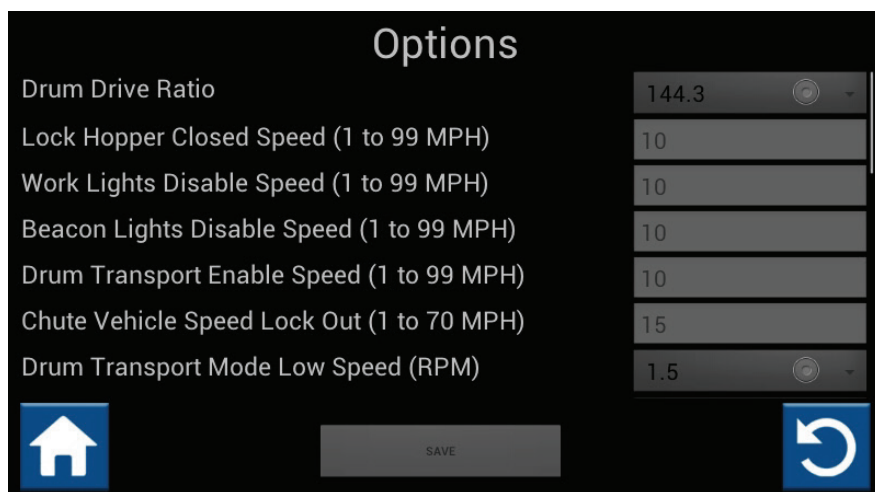 Options
Drum Drive Ratio 144.3
Lock Hopper Closed Speed (1 to 99 MPH) 10
Work Lights Disable Speed (1 to 99 MPH) 10
Beacon Lights Disable Speed (1 to 99 MPH) 10
Drum Transport Enable Speed (1 to 99 MPH) 10
Chute Vehicle Speed Lock Out (1 to 70 MPH) 15
Drum Transport Mode Low Speed (RPM) 1.5
SAVE